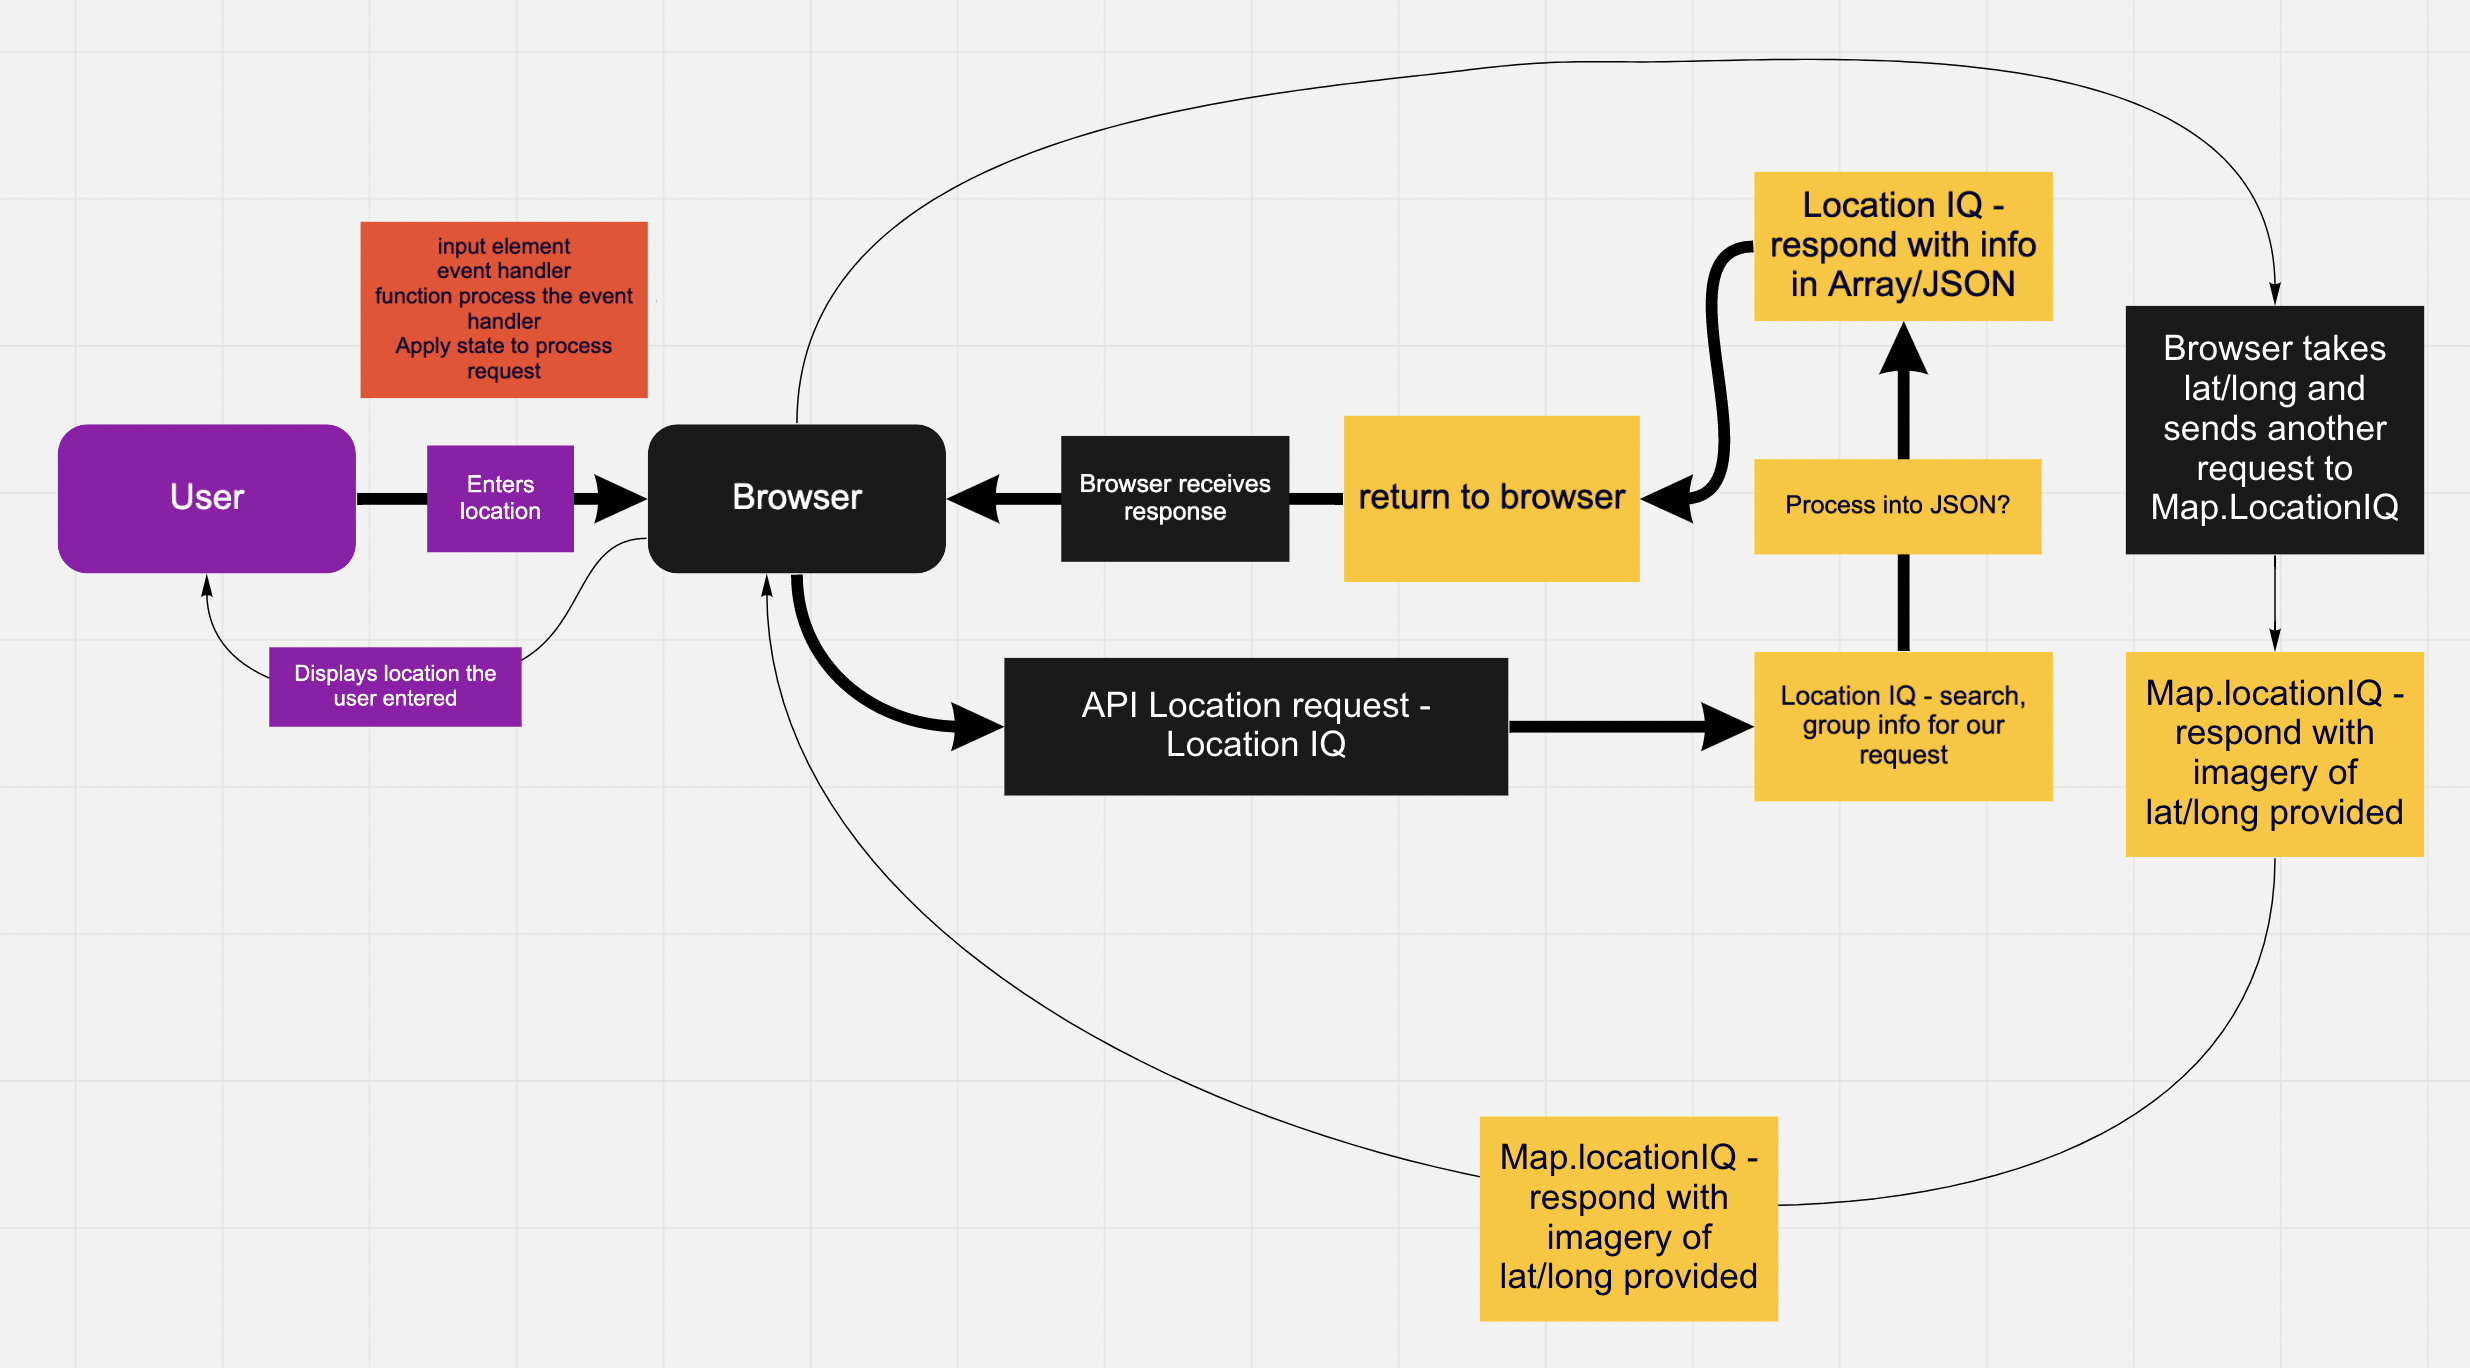 input element
event handler
function process the event
handler
Apply state to process
request
User
Enters
location
Browser
Displays location the
user entered
Browser receives
response
return to browser
Location IQ -
respond with info
in Array/JSON
Process into JSON?
API Location request -
Location IQ
Location IQ - search,
group info for our
request
Browser takes
lat/long and
sends another
request to
Map.LocationIQ
Map.locationIQ -
respond with
imagery of
lat/long provided
Map.locationIQ -
respond with
imagery of
lat/long provided